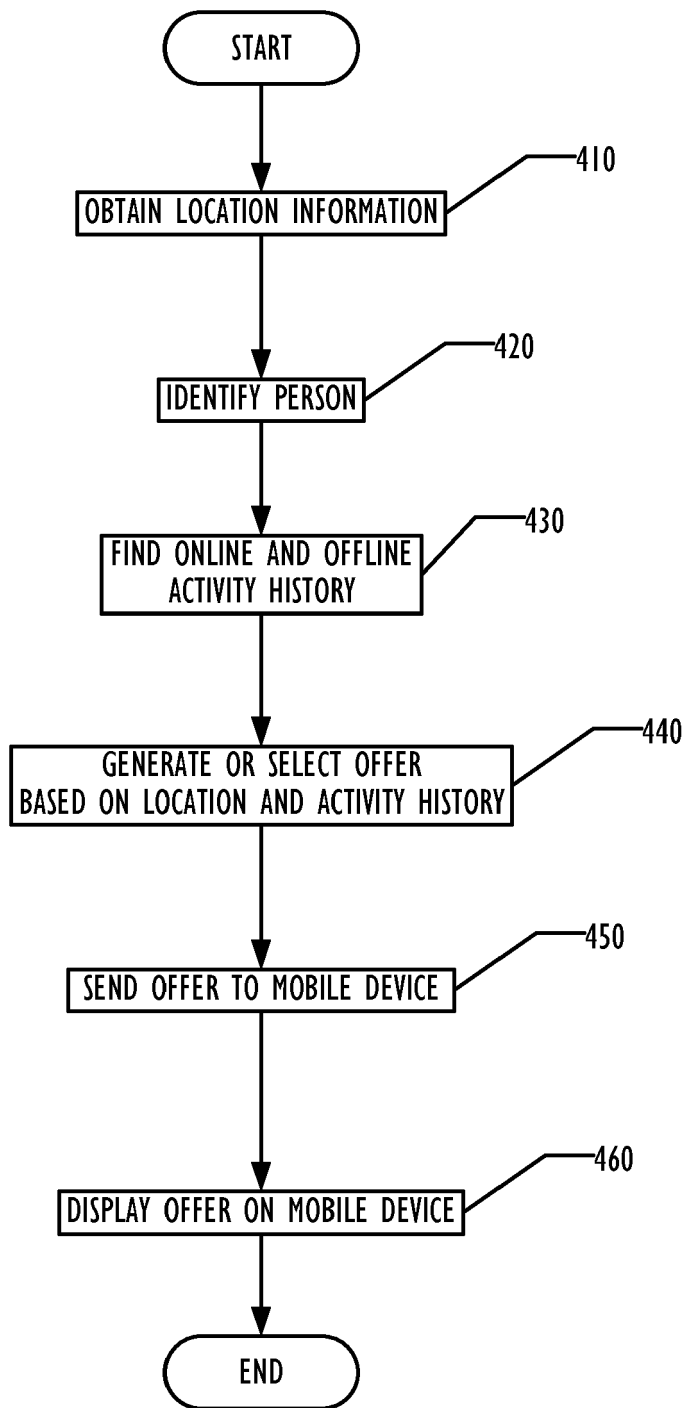 START
410
OBTAIN LOCATION INFORMATION
420
IDENTIFY PERSON
430
FIND ONLINE AND OFFLINE
ACTIVITY HISTORY
440
GENERATE OR SELECT OFFER
BASED ON LOCATION AND ACTIVITY HISTORY
450
SEND OFFER TO MOBILE DEVICE
460
DISPLAY OFFER ON MOBILE DEVICE
END